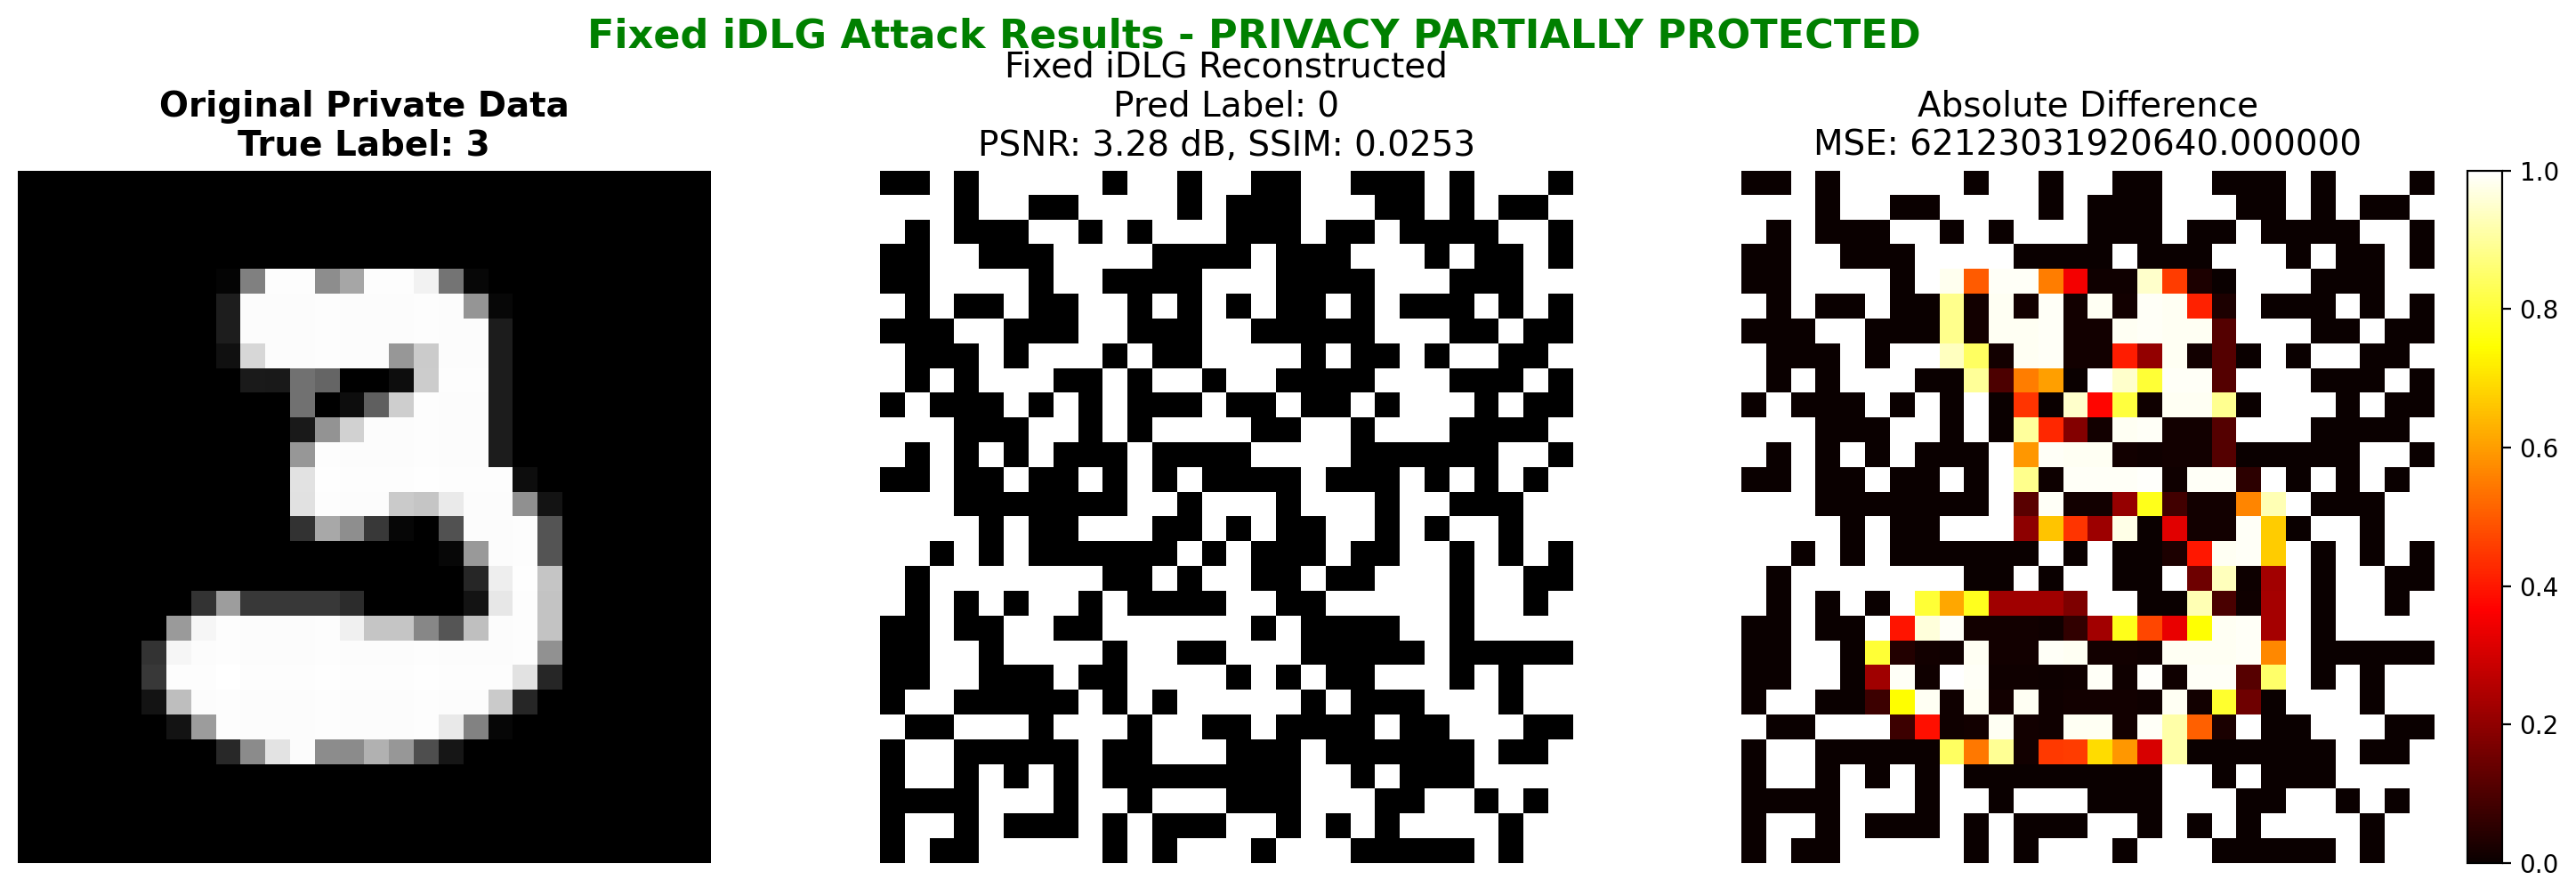 Fixed iDLG Attack Results - PRIVACY PARTIALLY PROTECTED
Original Private Data
True Label: 3
Fixed iDLG Reconstructed
Pred Label: 0
PSNR: 3.28 dB, SSIM: 0.0253
Absolute Difference
MSE: 62123031920640.000000
1.0
0.8
0.6
0.4
0.2
0.0